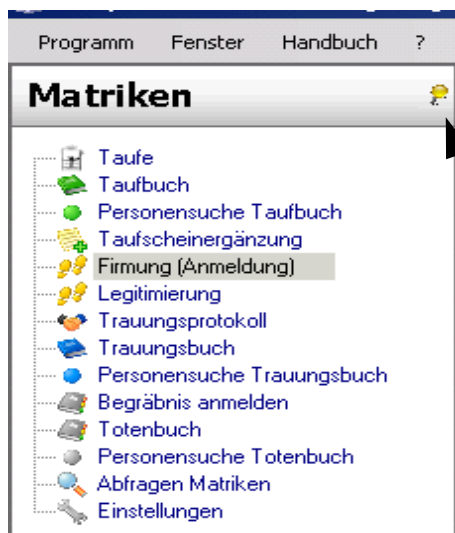 Programm Fenster Handbuch ?
Matriken
Taufe
Taufbuch
Personensuche Taufbuch
Taufscheinergänzung
Firmung (Anmeldung)
Legitimierung
Trauungsprotokoll
Trauungsbuch
Personensuche Trauungsbuch
Begräbnis anmelden
Totenbuch
Personensuche Totenbuch
Abfragen Matriken
Einstellungen